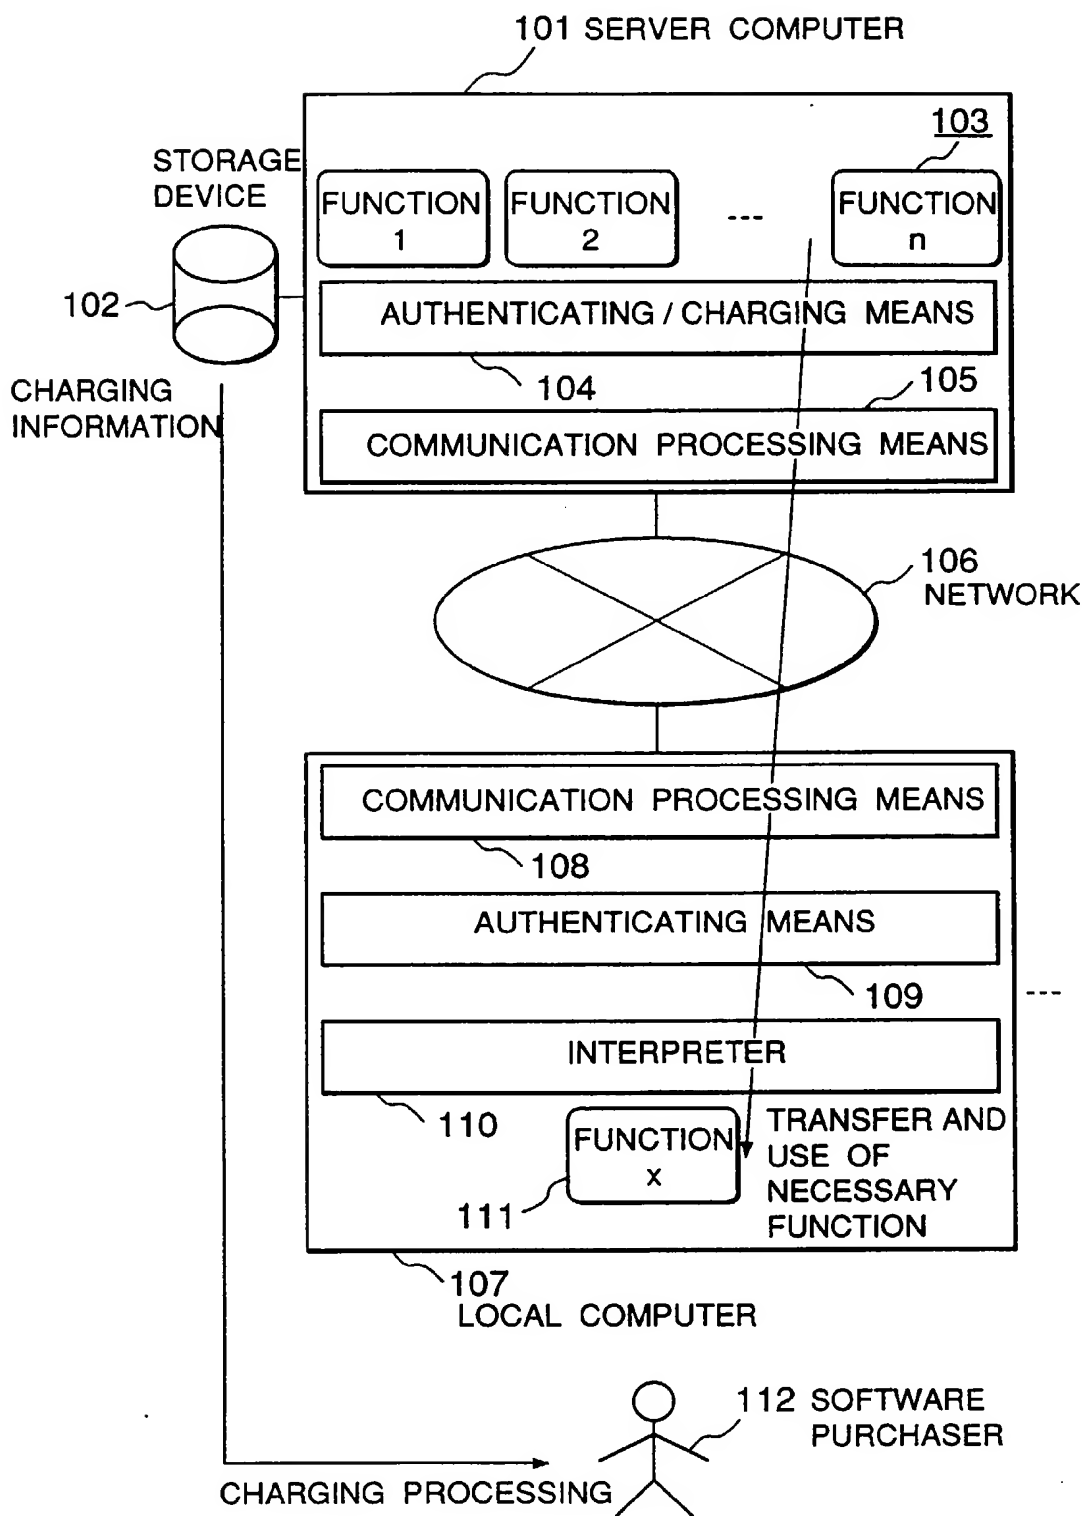 101 SERVER COMPUTER
103
STORAGE
DEVICE
FUNCTION
1
FUNCTION
2
---
FUNCTION
n
102
AUTHENTICATING / CHARGING MEANS
104
105
CHARGING
INFORMATION
COMMUNICATION PROCESSING MEANS
106
NETWORK
COMMUNICATION PROCESSING MEANS
108
AUTHENTICATING MEANS
109
---
INTERPRETER
110
FUNCTION
x
111
TRANSFER AND
USE OF
NECESSARY
FUNCTION
107
LOCAL COMPUTER
112 SOFTWARE
PURCHASER
CHARGING PROCESSING